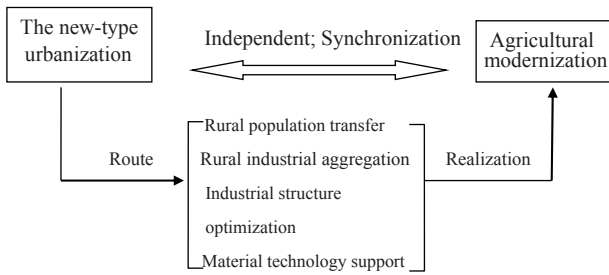 The new-type
urbanization
Independent; Synchronization
Agricultural
modernization
Route
Rural population transfer
Rural industrial aggregation
Industrial structure
optimization
Material technology support
Realization